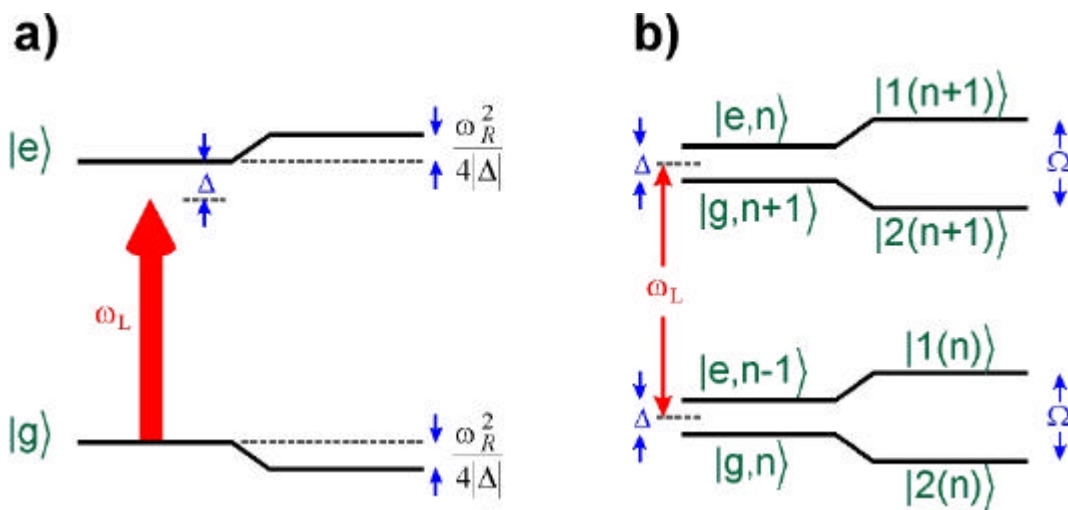 a)
|e⟩
Δ
ω_R^2
4|Δ|
ω_L
|g⟩
ω_R^2
4|Δ|
b)
|e,n⟩
|1(n+1)⟩
Δ
Ω
|g,n+1⟩
|2(n+1)⟩
ω_L
|e,n-1⟩
|1(n)⟩
Δ
Ω
|g,n⟩
|2(n)⟩